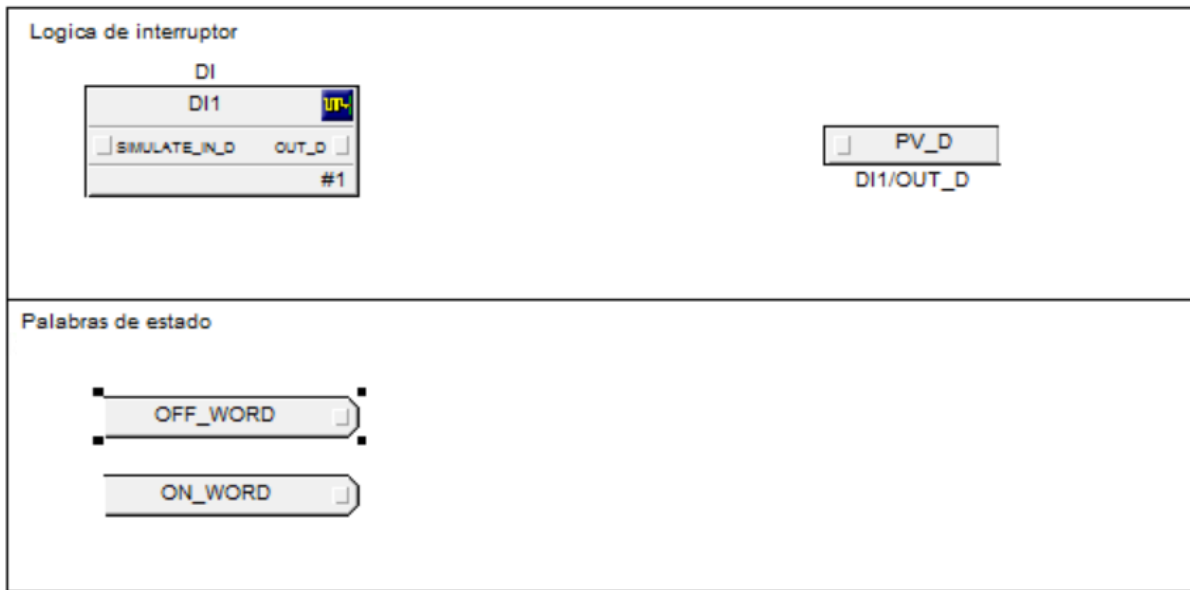 Logica de interruptor
DI
DI1
SIMULATE_IN_D OUT_D
#1
PV_D
DI1/OUT_D
Palabras de estado
OFF_WORD
ON_WORD